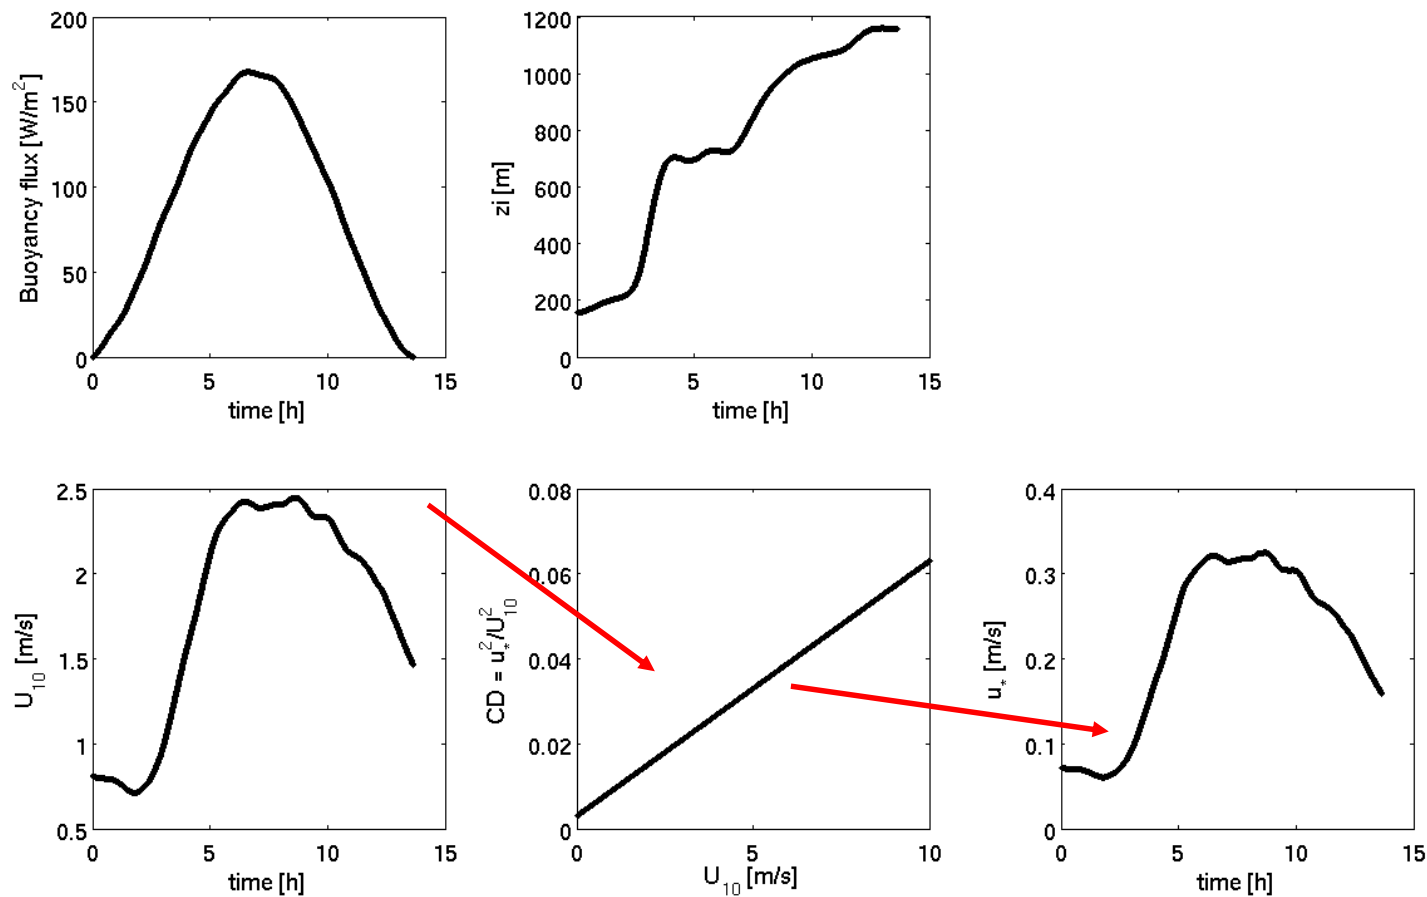 200
150
100
50
0
0 5 10 15
Buoyancy flux [W/m²]
time [h]
1200
1000
800
600
400
200
0
0 5 10 15
zi [m]
time [h]
2.5
2
1.5
1
0.5
0 5 10 15
U₁₀ [m/s]
time [h]
0.08
0.06
0.04
0.02
0
0 5 10
CD = u*²/U₁₀²
U₁₀ [m/s]
0.4
0.3
0.2
0.1
0
0 5 10 15
u* [m/s]
time [h]